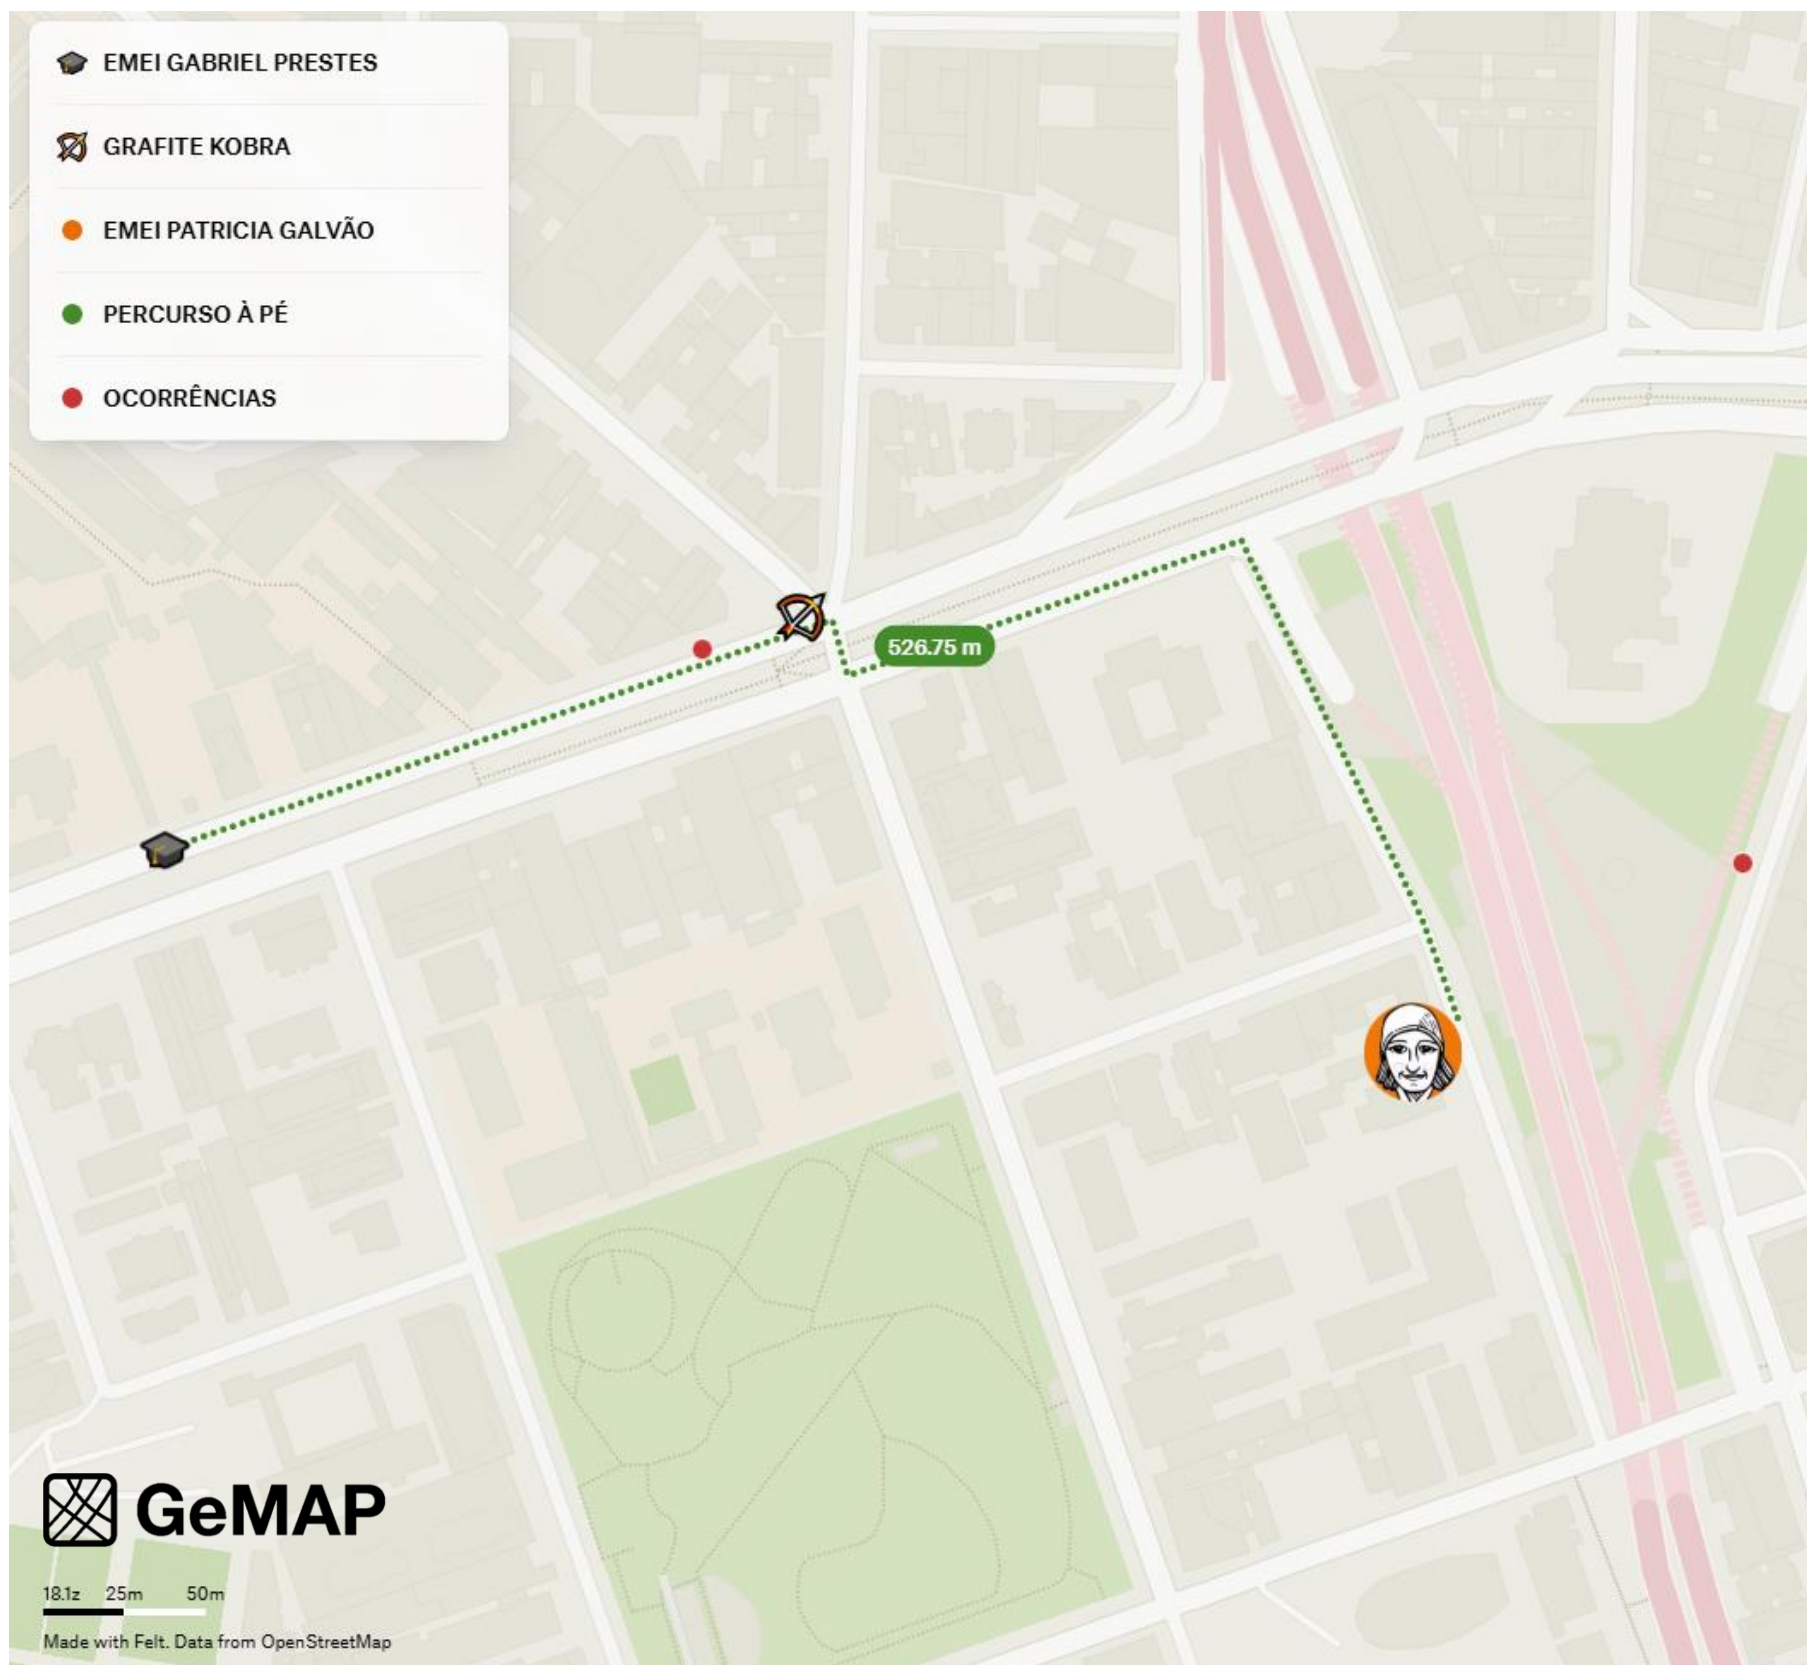 EMEI GABRIEL PRESTES
GRAFITE KOBRA
EMEI PATRICIA GALVÃO
PERCURSO À PÉ
OCORRÊNCIAS
526.75 m
GeMAP
18.1z 25m 50m
Made with Felt. Data from OpenStreetMap